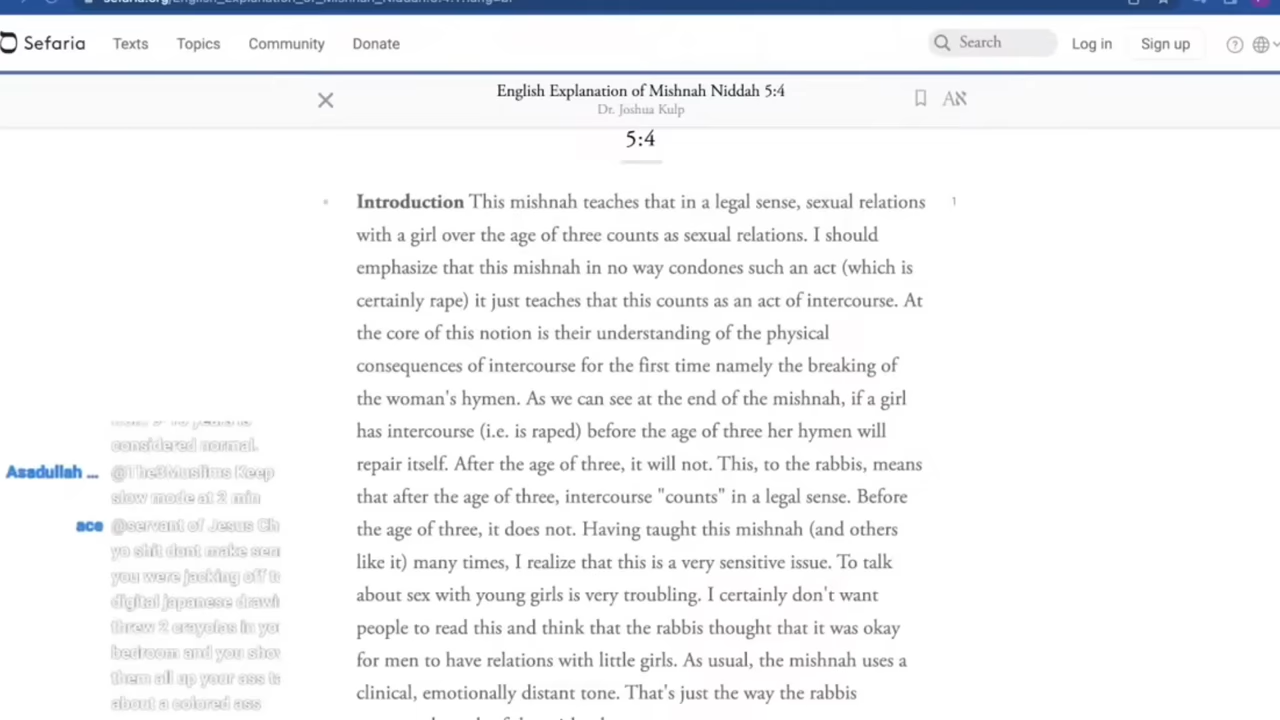 Sefaria Texts Topics Community Donate Search Log in Sign up
English Explanation of Mishnah Niddah 5:4
Dr. Joshua Kulp
5:4
Introduction This mishnah teaches that in a legal sense, sexual relations 1
with a girl over the age of three counts as sexual relations. I should
emphasize that this mishnah in no way condones such an act (which is
certainly rape) it just teaches that this counts as an act of intercourse. At
the core of this notion is their understanding of the physical
consequences of intercourse for the first time namely the breaking of
the woman's hymen. As we can see at the end of the mishnah, if a girl
has intercourse (i.e. is raped) before the age of three her hymen will
repair itself. After the age of three, it will not. This, to the rabbis, means
that after the age of three, intercourse "counts" in a legal sense. Before
the age of three, it does not. Having taught this mishnah (and others
like it) many times, I realize that this is a very sensitive issue. To talk
about sex with young girls is very troubling. I certainly don't want
people to read this and think that the rabbis thought that it was okay
for men to have relations with little girls. As usual, the mishnah uses a
clinical, emotionally distant tone. That's just the way the rabbis
considered normal.
Asadullah ... @The3Muslims Keep
slow mode at 2 min
ace @servant of Jesus Ch
yo shit dont make sen
you were jacking off t
digital japanese drawi
threw 2 crayolas in yo
bedroom and you shov
them all up your ass
about a colored ass